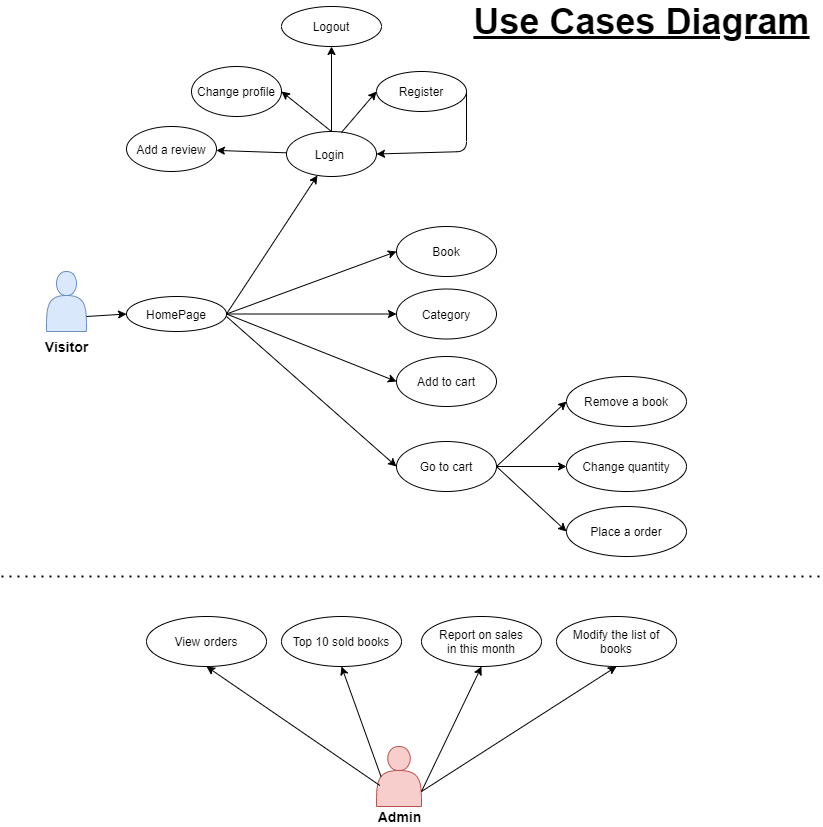 Use Cases Diagram
Logout
Change profile
Register
Add a review
Login
Book
HomePage
Category
Visitor
Add to cart
Remove a book
Go to cart
Change quantity
Place a order
View orders
Top 10 sold books
Report on sales
in this month
Modify the list of
books
Admin